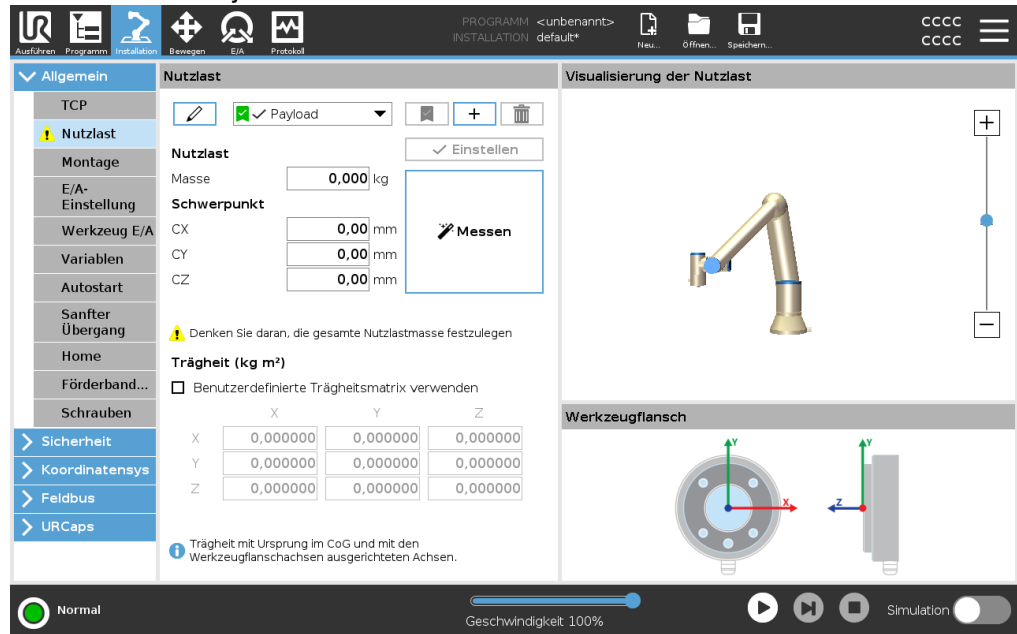 PROGRAMM <unbenannt>
INSTALLATION default*
Ausführen Programm Installation Bewegen E/A Protokoll Neu... Öffnen... Speichern...
CCCC
CCCC
Allgemein
TCP
Nutzlast
Montage
E/A-
Einstellung
Werkzeug E/A
Variablen
Autostart
Sanfter
Übergang
Home
Förderband...
Schrauben
Sicherheit
Koordinatensys
Feldbus
URCaps
Nutzlast
Payload
Einstellen
Nutzlast
Masse 0,000 kg
Schwerpunkt
CX 0,00 mm
CY 0,00 mm
CZ 0,00 mm
Messen
Denken Sie daran, die gesamte Nutzlastmasse festzulegen
Trägheit (kg m²)
Benutzerdefinierte Trägheitsmatrix verwenden
X Y Z
X 0,000000 0,000000 0,000000
Y 0,000000 0,000000 0,000000
Z 0,000000 0,000000 0,000000
Trägheit mit Ursprung im CoG und mit den
Werkzeugflanschachsen ausgerichteten Achsen.
Visualisierung der Nutzlast
Werkzeugflansch
Y Y
X Z
Normal
Geschwindigkeit 100%
Simulation